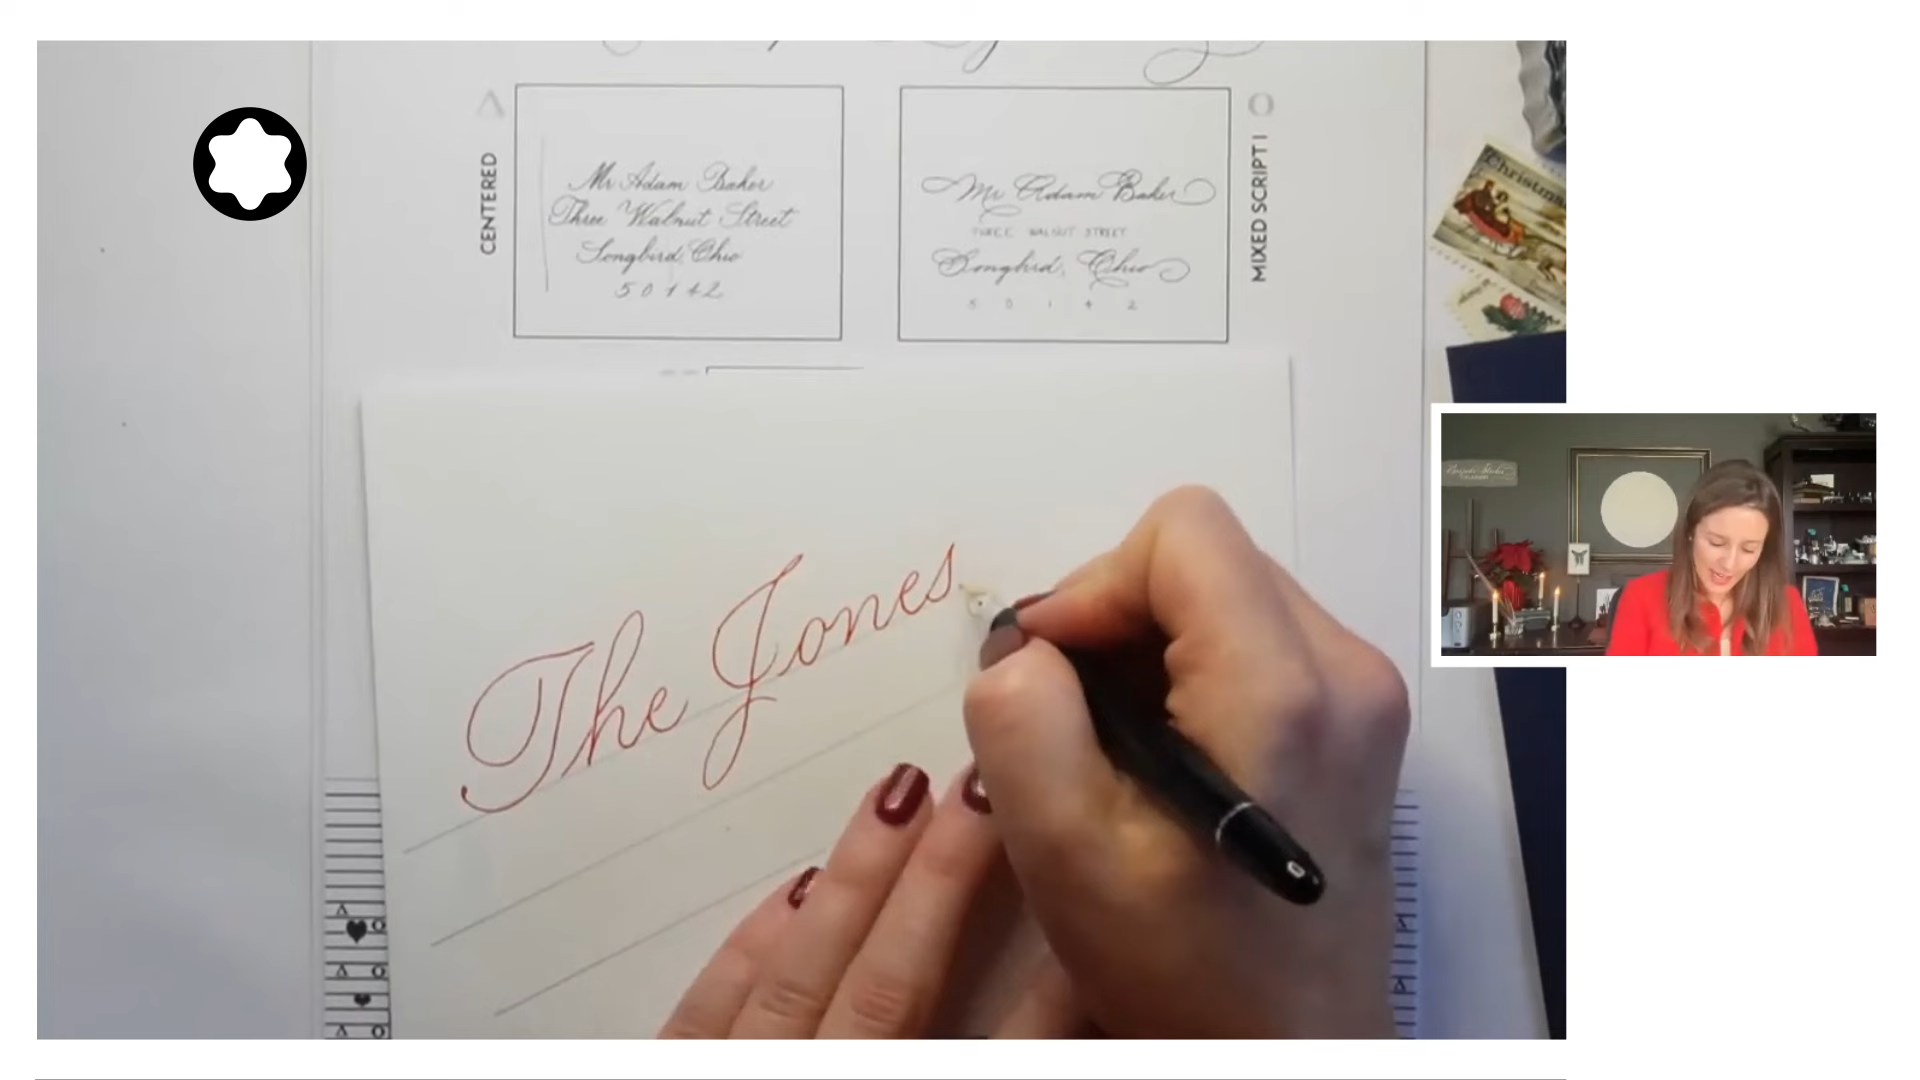 CENTERED
Mr Adam Baker
Three Walnut Street
Songbird, Ohio
50142
Mr Adam Baker
THREE WALNUT STREET
Songbird, Ohio
5 0 1 4 2
MIXED SCRIPT I
Christmas
The Jones